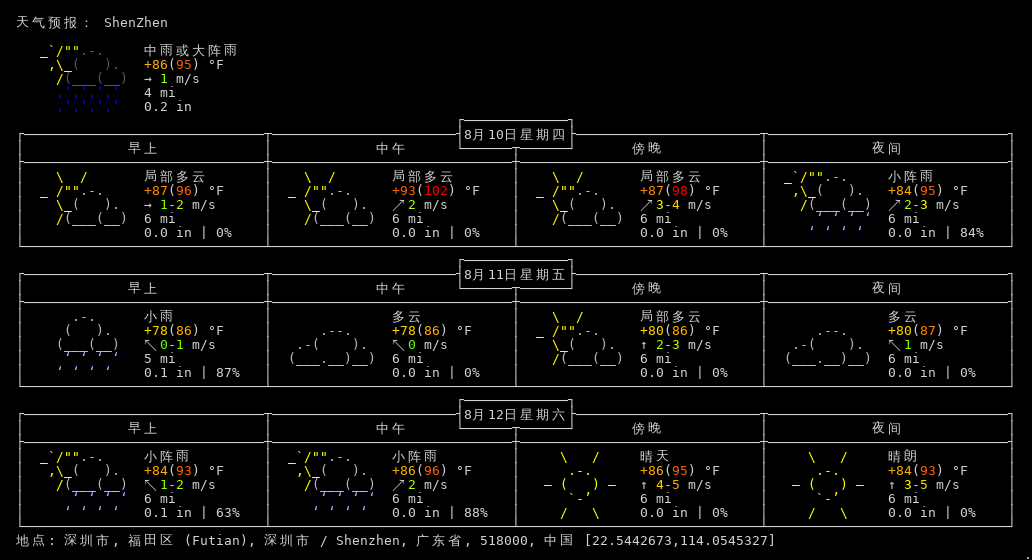 天气预报： ShenZhen
中雨或大阵雨
+86(95) °F
→ 1 m/s
4 mi
0.2 in
8月10日星期四
早上 中午 傍晚 夜间
局部多云 局部多云 局部多云 小阵雨
+87(96) °F +93(102) °F +87(98) °F +84(95) °F
→ 1-2 m/s ↗ 2 m/s ↗ 3-4 m/s ↗ 2-3 m/s
6 mi 6 mi 6 mi 6 mi
0.0 in | 0% 0.0 in | 0% 0.0 in | 0% 0.0 in | 84%
8月11日星期五
早上 中午 傍晚 夜间
小雨 多云 局部多云 多云
+78(86) °F +78(86) °F +80(86) °F +80(87) °F
↖ 0-1 m/s ↖ 0 m/s ↑ 2-3 m/s ↖ 1 m/s
5 mi 6 mi 6 mi 6 mi
0.1 in | 87% 0.0 in | 0% 0.0 in | 0% 0.0 in | 0%
8月12日星期六
早上 中午 傍晚 夜间
小阵雨 小阵雨 晴天 晴朗
+84(93) °F +86(96) °F +86(95) °F +84(93) °F
↖ 1-2 m/s ↗ 2 m/s ↑ 4-5 m/s ↑ 3-5 m/s
6 mi 6 mi 6 mi 6 mi
0.1 in | 63% 0.0 in | 88% 0.0 in | 0% 0.0 in | 0%
地点: 深圳市, 福田区 (Futian), 深圳市 / Shenzhen, 广东省, 518000, 中国 [22.5442673,114.0545327]